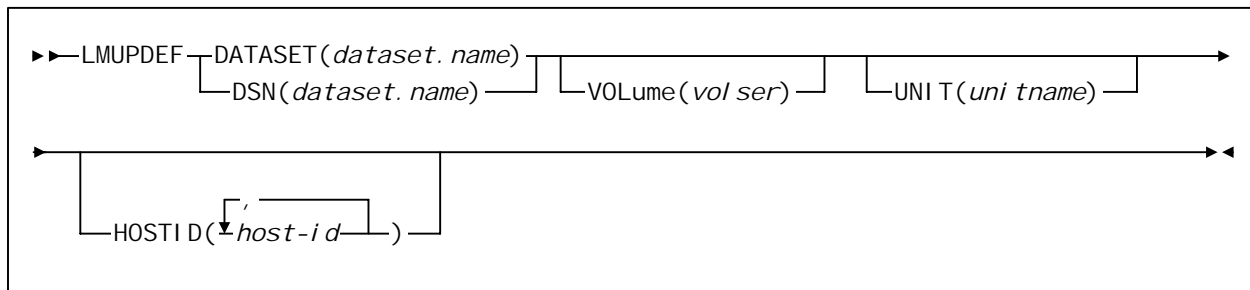 LMUPDEF DATASET(dataset.name)
DSN(dataset.name) VOLume(volser) UNIT(unitname)
,
HOSTID( host-id )